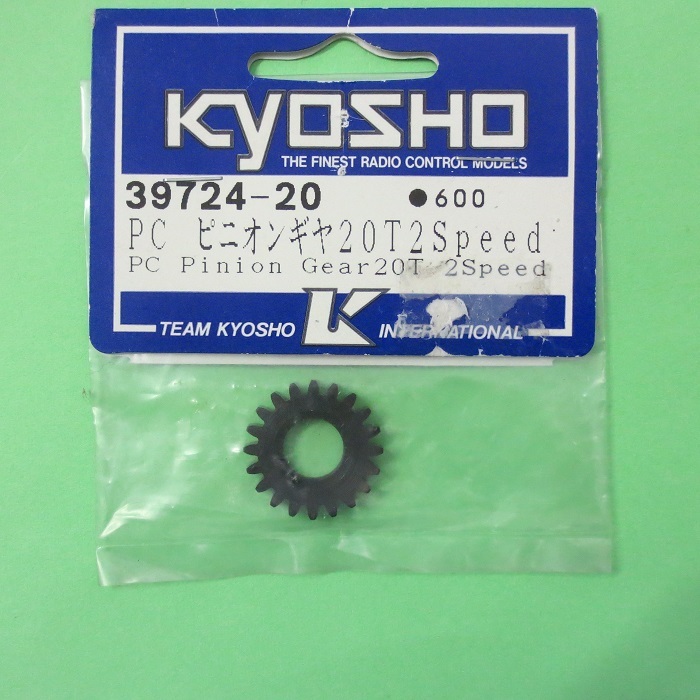 KYOSHO
THE FINEST RADIO CONTROL MODELS
39724-20 ●600
PC ピニオンギヤ20T2Speed
PC Pinion Gear20T 2Speed
TEAM KYOSHO K INTERNATIONAL